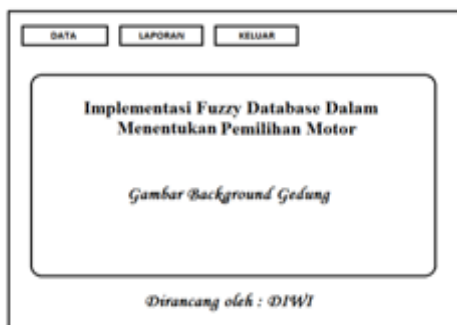 DATA LAPORAN KELUAR
Implementasi Fuzzy Database Dalam
Menentukan Pemilihan Motor
Gambar Background Gedung
Dirancang oleh : DIWI